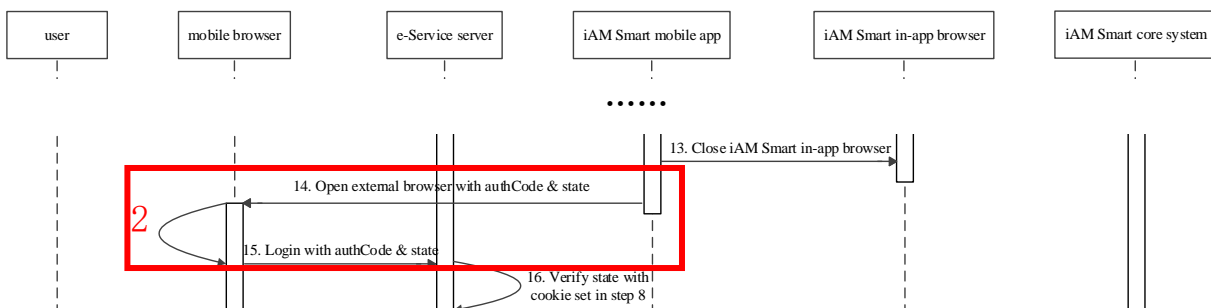 user
mobile browser
e-Service server
iAM Smart mobile app
iAM Smart in-app browser
iAM Smart core system
......
13. Close iAM Smart in-app browser
14. Open external browser with authCode & state
2
15. Login with authCode & state
16. Verify state with
cookie set in step 8